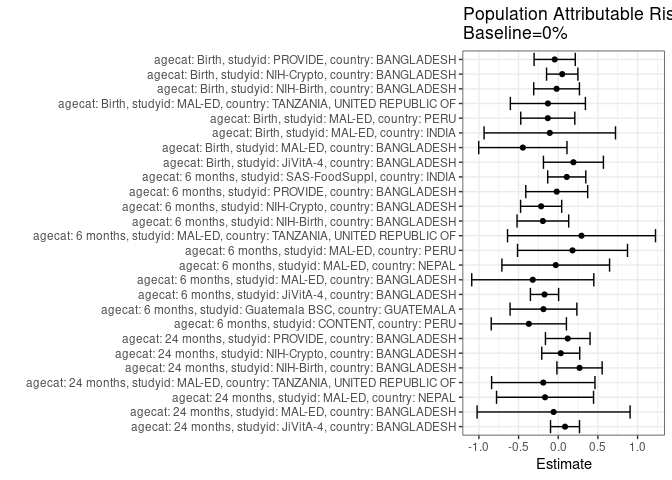 Population Attributable Ris
Baseline=0%
agecat: Birth, studyid: PROVIDE, country: BANGLADESH
agecat: Birth, studyid: NIH-Crypto, country: BANGLADESH
agecat: Birth, studyid: NIH-Birth, country: BANGLADESH
agecat: Birth, studyid: MAL-ED, country: TANZANIA, UNITED REPUBLIC OF
agecat: Birth, studyid: MAL-ED, country: PERU
agecat: Birth, studyid: MAL-ED, country: INDIA
agecat: Birth, studyid: MAL-ED, country: BANGLADESH
agecat: Birth, studyid: JiVitA-4, country: BANGLADESH
agecat: 6 months, studyid: SAS-FoodSuppl, country: INDIA
agecat: 6 months, studyid: PROVIDE, country: BANGLADESH
agecat: 6 months, studyid: NIH-Crypto, country: BANGLADESH
agecat: 6 months, studyid: NIH-Birth, country: BANGLADESH
agecat: 6 months, studyid: MAL-ED, country: TANZANIA, UNITED REPUBLIC OF
agecat: 6 months, studyid: MAL-ED, country: PERU
agecat: 6 months, studyid: MAL-ED, country: NEPAL
agecat: 6 months, studyid: MAL-ED, country: BANGLADESH
agecat: 6 months, studyid: JiVitA-4, country: BANGLADESH
agecat: 6 months, studyid: Guatemala BSC, country: GUATEMALA
agecat: 6 months, studyid: CONTENT, country: PERU
agecat: 24 months, studyid: PROVIDE, country: BANGLADESH
agecat: 24 months, studyid: NIH-Crypto, country: BANGLADESH
agecat: 24 months, studyid: NIH-Birth, country: BANGLADESH
agecat: 24 months, studyid: MAL-ED, country: TANZANIA, UNITED REPUBLIC OF
agecat: 24 months, studyid: MAL-ED, country: NEPAL
agecat: 24 months, studyid: MAL-ED, country: BANGLADESH
agecat: 24 months, studyid: JiVitA-4, country: BANGLADESH
-1.0 -0.5 0.0 0.5 1.0
Estimate